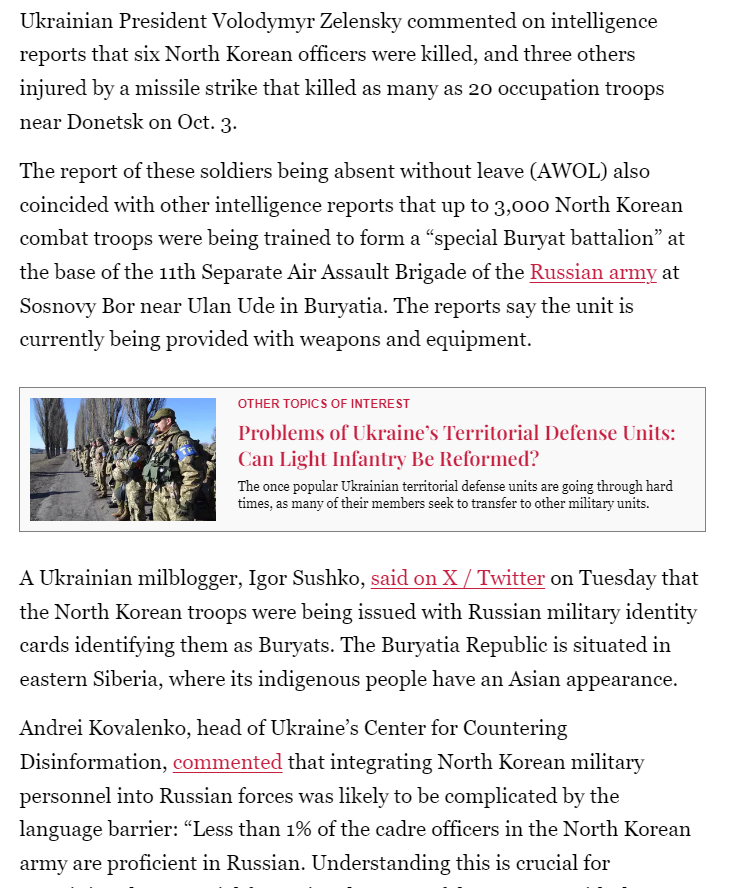 Ukrainian President Volodymyr Zelensky commented on intelligence
reports that six North Korean officers were killed, and three others
injured by a missile strike that killed as many as 20 occupation troops
near Donetsk on Oct. 3.
The report of these soldiers being absent without leave (AWOL) also
coincided with other intelligence reports that up to 3,000 North Korean
combat troops were being trained to form a “special Buryat battalion” at
the base of the 11th Separate Air Assault Brigade of the Russian army at
Sosnovy Bor near Ulan Ude in Buryatia. The reports say the unit is
currently being provided with weapons and equipment.
OTHER TOPICS OF INTEREST
Problems of Ukraine’s Territorial Defense Units:
Can Light Infantry Be Reformed?
The once popular Ukrainian territorial defense units are going through hard
times, as many of their members seek to transfer to other military units.
A Ukrainian milblogger, Igor Sushko, said on X / Twitter on Tuesday that
the North Korean troops were being issued with Russian military identity
cards identifying them as Buryats. The Buryatia Republic is situated in
eastern Siberia, where its indigenous people have an Asian appearance.
Andrei Kovalenko, head of Ukraine’s Center for Countering
Disinformation, commented that integrating North Korean military
personnel into Russian forces was likely to be complicated by the
language barrier: “Less than 1% of the cadre officers in the North Korean
army are proficient in Russian. Understanding this is crucial for